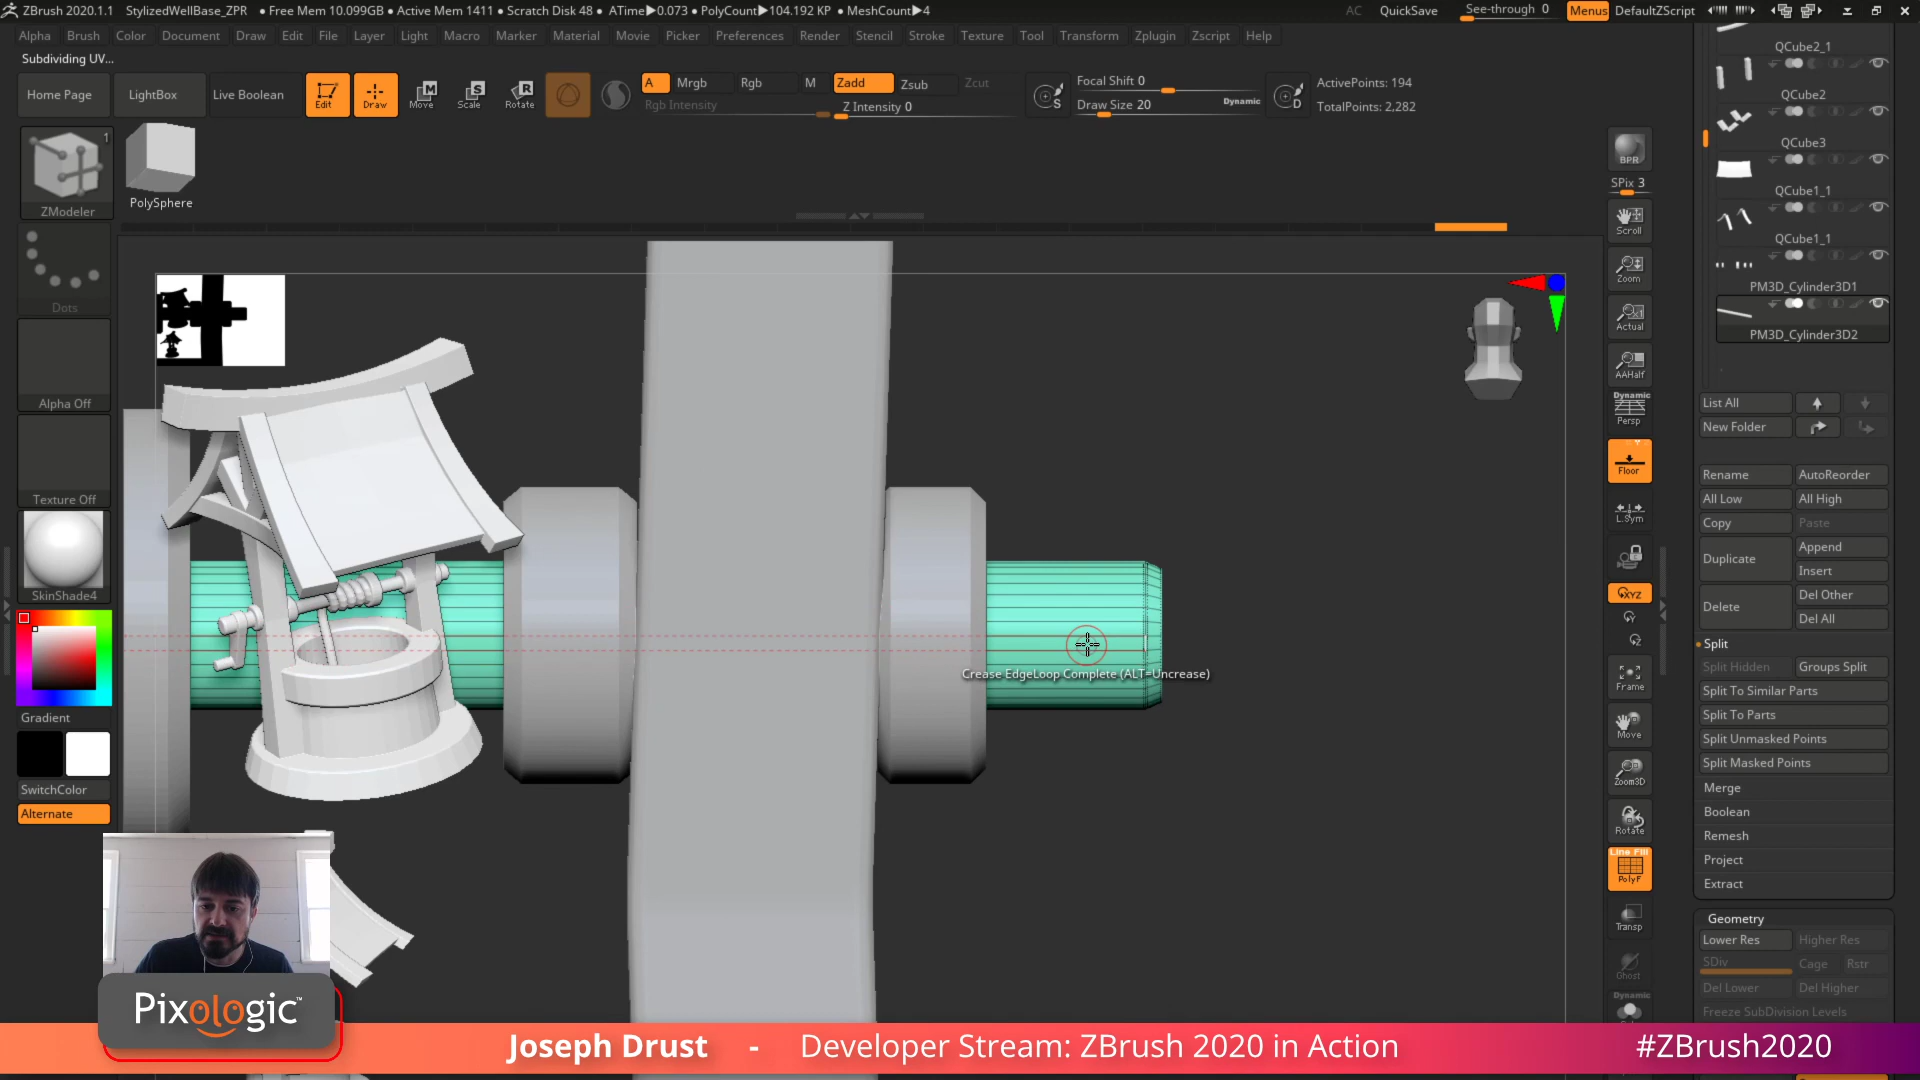 ZBrush 2020.1.1 StylizedWellBase_ZPR • Free Mem 10.099GB • Active Mem 1411 • Scratch Disk 48 • ATime▶0.073 • PolyCount▶104.192 KP • MeshCount▶4 AC QuickSave See-through 0 Menus DefaultZScript
Alpha Brush Color Document Draw Edit File Layer Light Macro Marker Material Movie Picker Preferences Render Stencil Stroke Texture Tool Transform Zplugin Zscript Help
Subdividing UV...
Home Page LightBox Live Boolean Edit Draw Move Scale Rotate
A Mrgb Rgb M Zadd Zsub Zcut
Rgb Intensity Z Intensity 0
Focal Shift 0
Draw Size 20 Dynamic
S
D
ActivePoints: 194
TotalPoints: 2,282
1
ZModeler
PolySphere
Dots
Alpha Off
Texture Off
SkinShade4
Gradient
SwitchColor
Alternate
Crease EdgeLoop Complete (ALT=Uncrease)
BPR
SPix 3
Scroll
Zoom
Actual
AAHalf
Dynamic
Persp
Floor
L.Sym
XYZ
Y
Z
Frame
Move
Zoom3D
Rotate
Line Fill
PolyF
Transp
Ghost
Dynamic
QCube2_1
QCube2
QCube3
QCube1_1
QCube1_1
PM3D_Cylinder3D1
PM3D_Cylinder3D2
List All
New Folder
Rename AutoReorder
All Low All High
Copy Paste
Duplicate Append
Insert
Delete Del Other
Del All
Split
Split Hidden Groups Split
Split To Similar Parts
Split To Parts
Split Unmasked Points
Split Masked Points
Merge
Boolean
Remesh
Project
Extract
Geometry
Lower Res Higher Res
SDiv Cage Rstr
Del Lower Del Higher
Freeze SubDivision Levels
Pixologic™
Joseph Drust - Developer Stream: ZBrush 2020 in Action #ZBrush2020